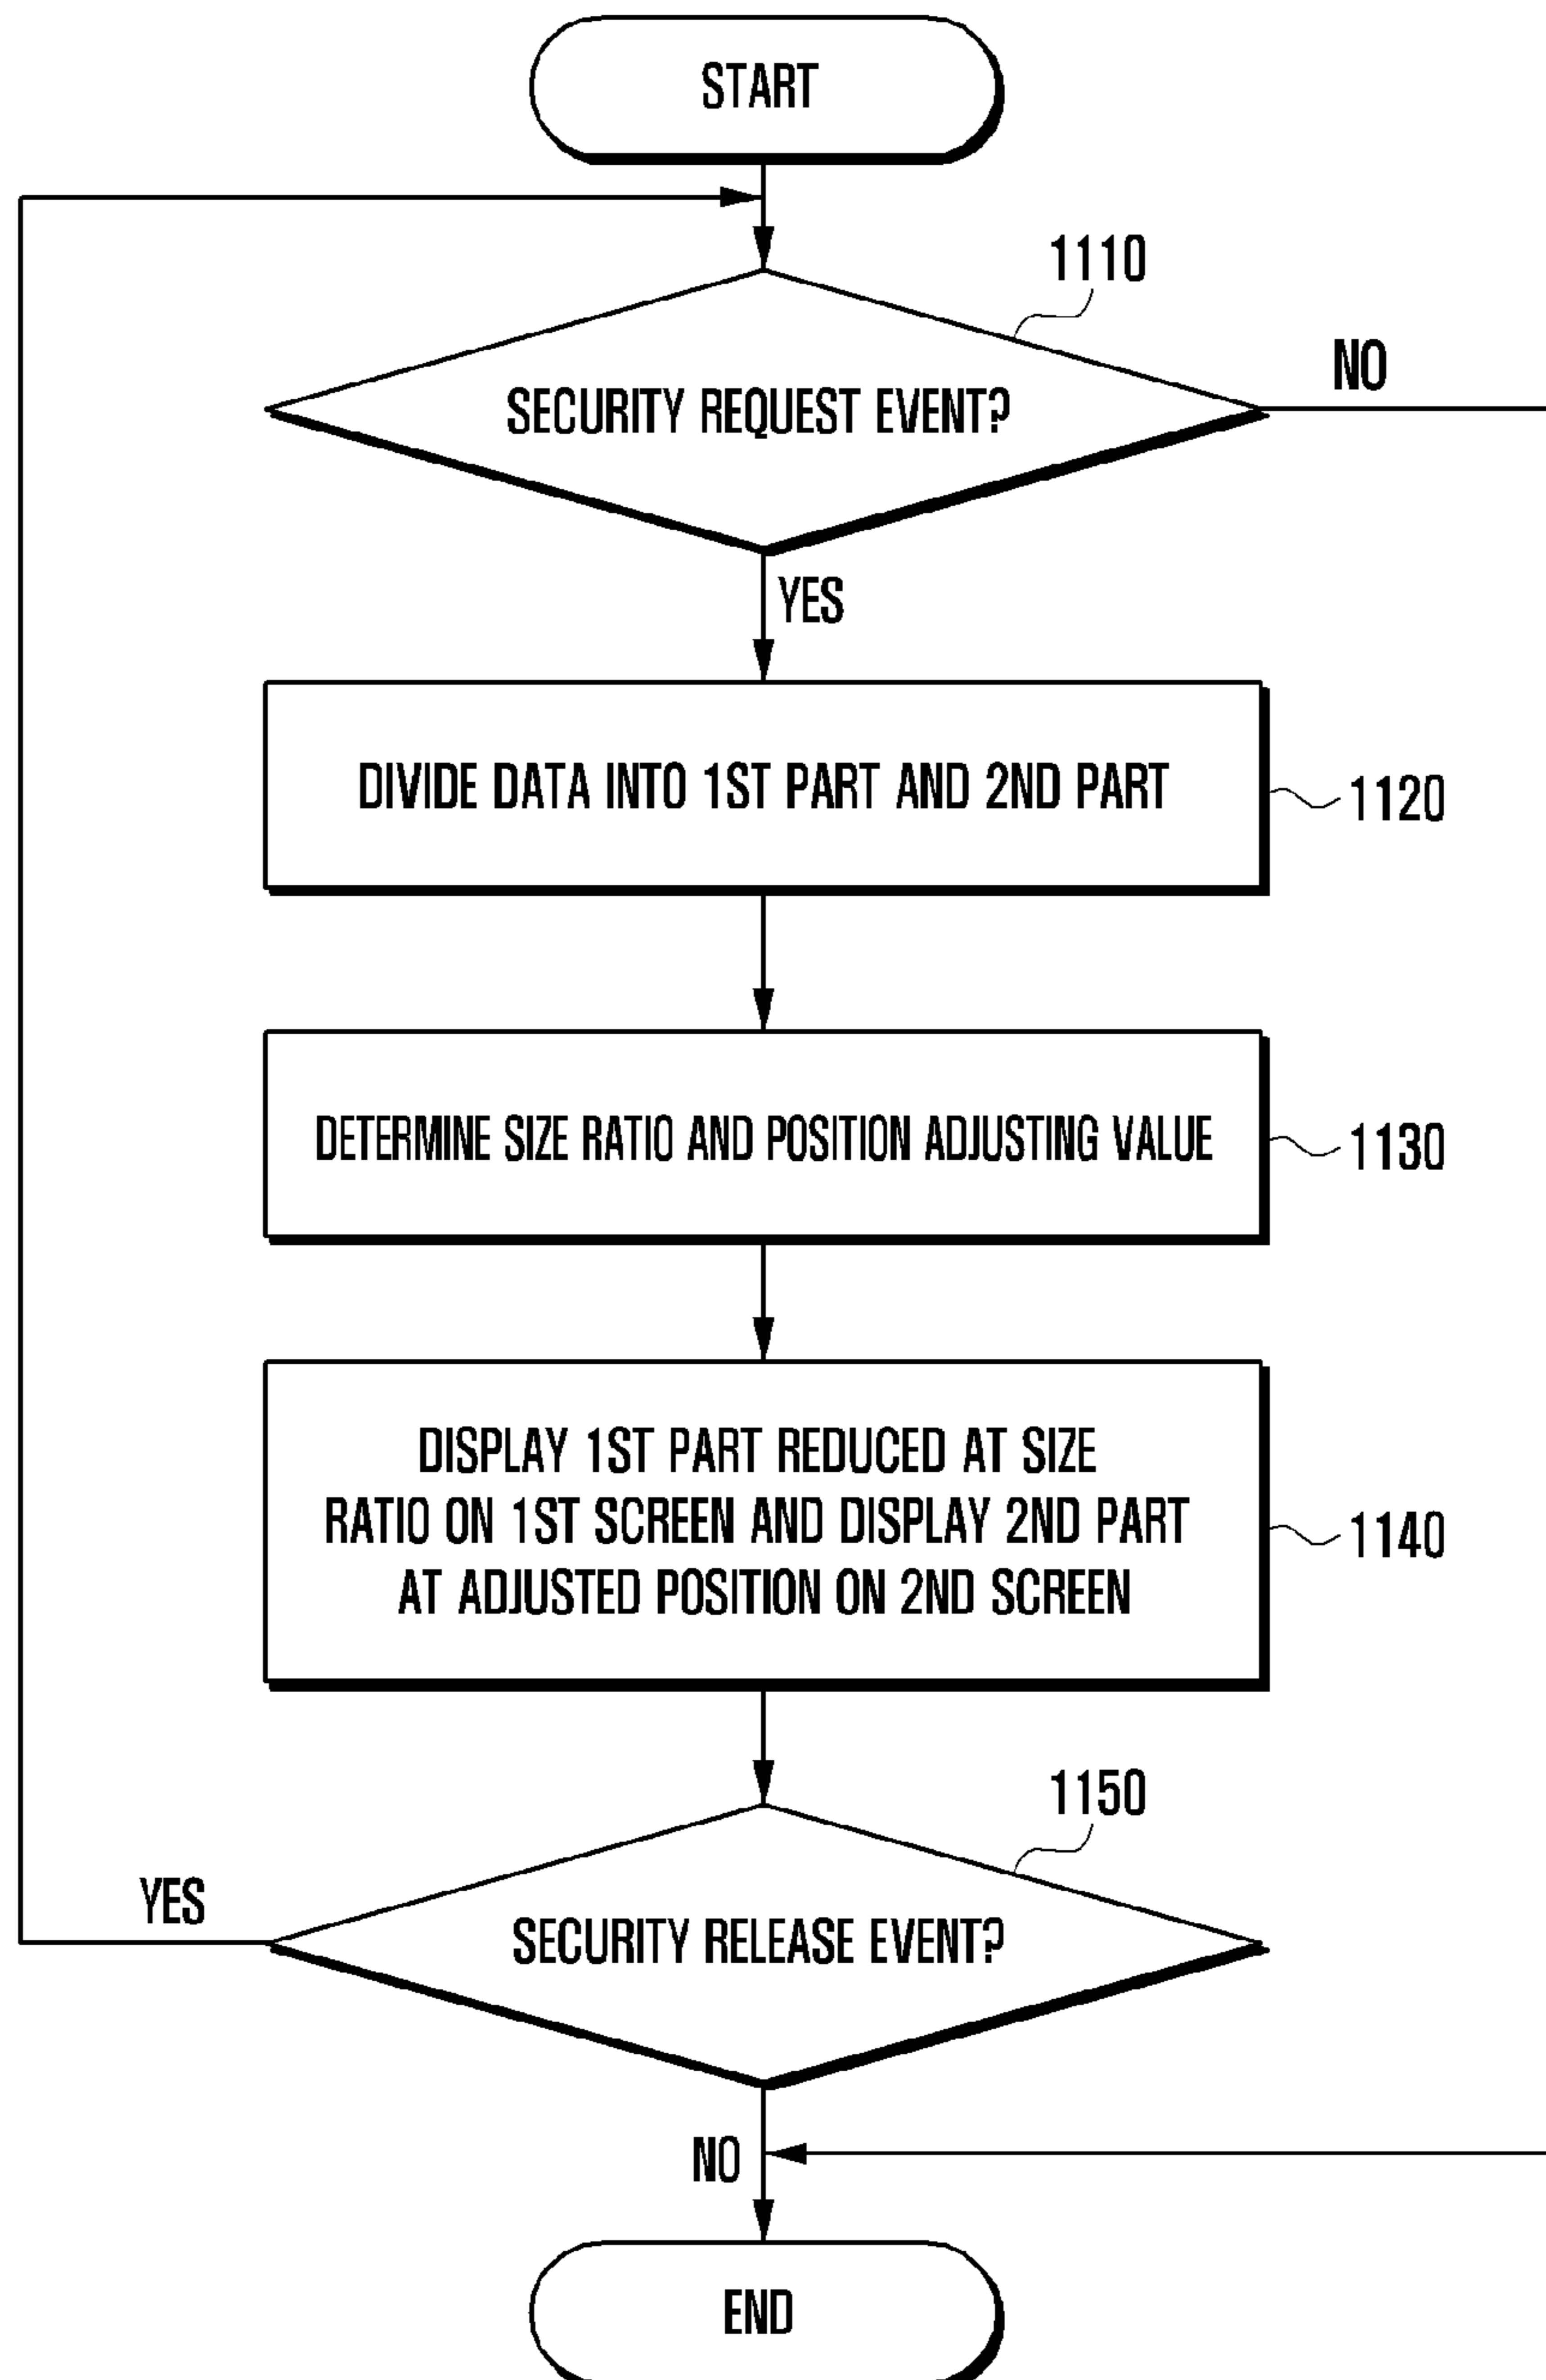 START
1110
NO
SECURITY REQUEST EVENT?
YES
DIVIDE DATA INTO 1ST PART AND 2ND PART
1120
DETERMINE SIZE RATIO AND POSITION ADJUSTING VALUE
1130
DISPLAY 1ST PART REDUCED AT SIZE
RATIO ON 1ST SCREEN AND DISPLAY 2ND PART
AT ADJUSTED POSITION ON 2ND SCREEN
1140
1150
YES
SECURITY RELEASE EVENT?
NO
END